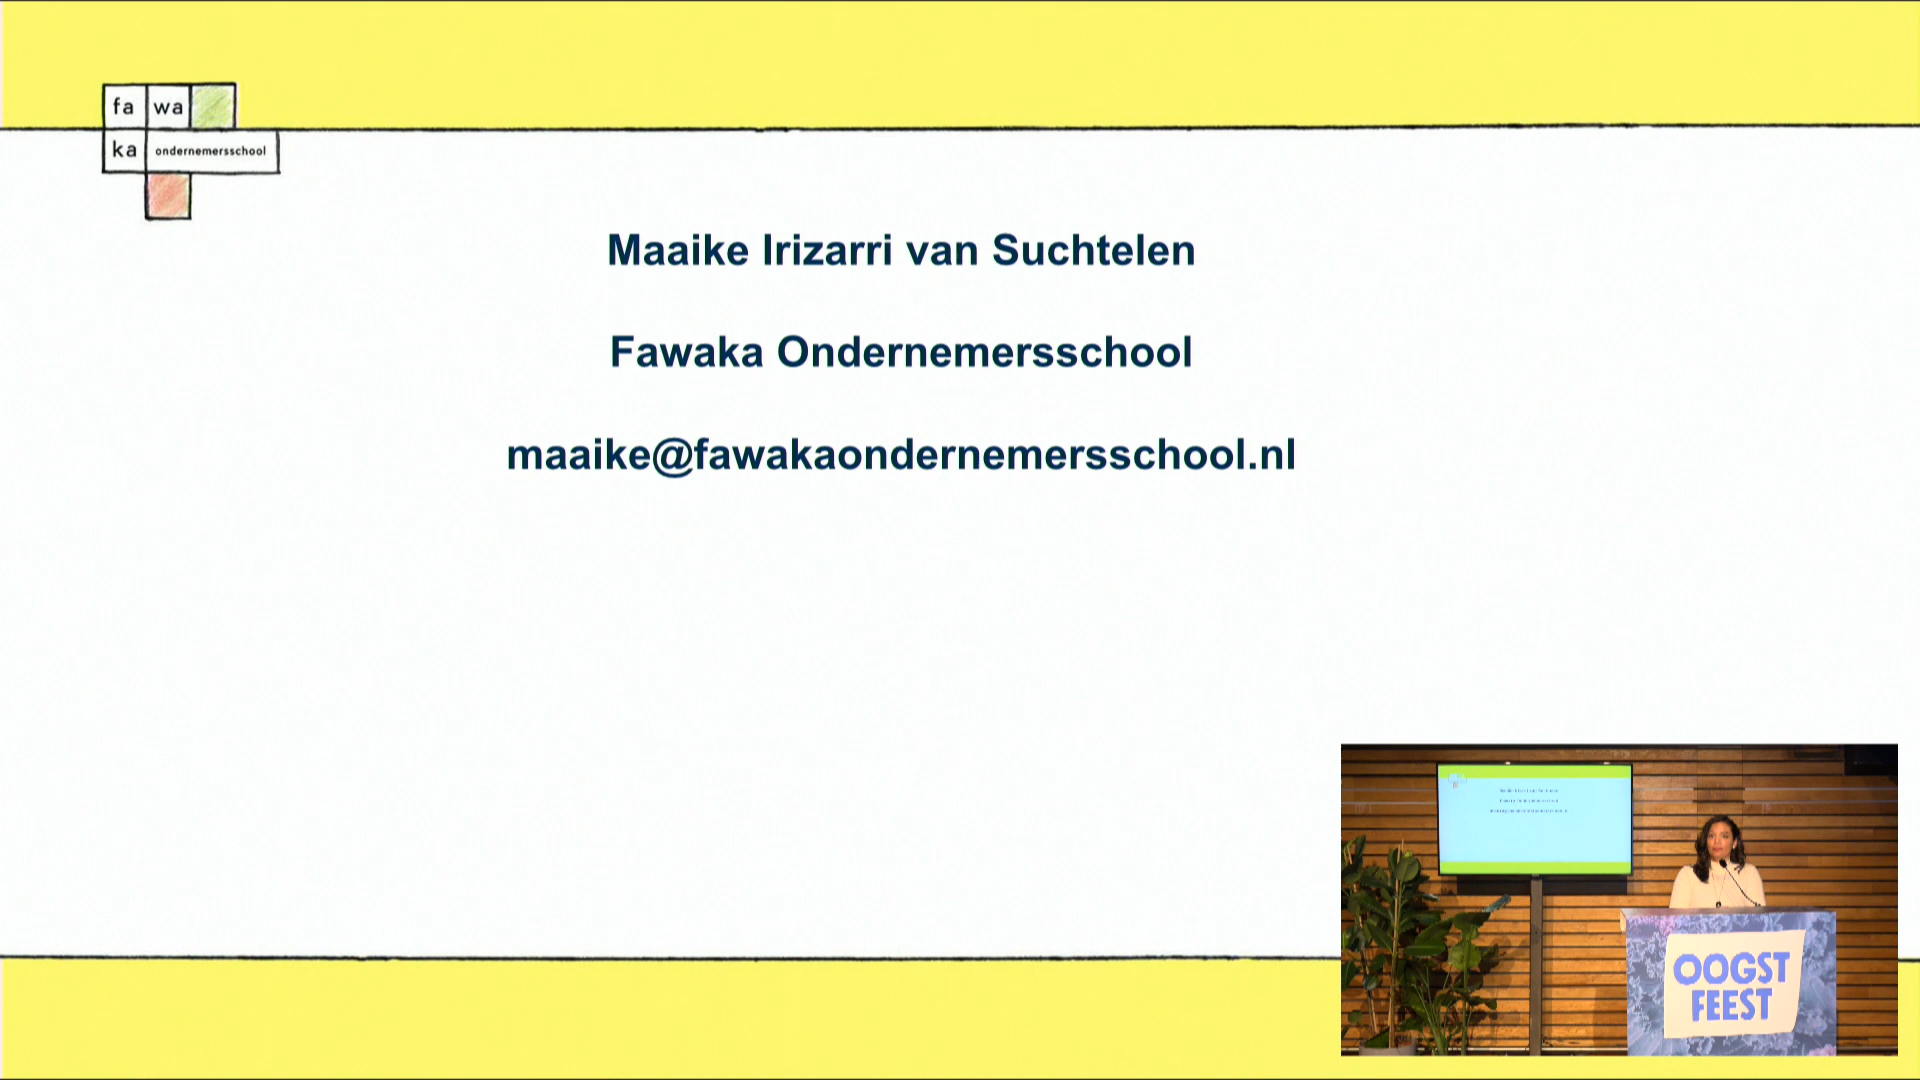 fa wa
ka ondernemersschool
Maaike Irizarri van Suchtelen
Fawaka Ondernemersschool
maaike@fawakaondernemersschool.nl
OOGST
FEEST